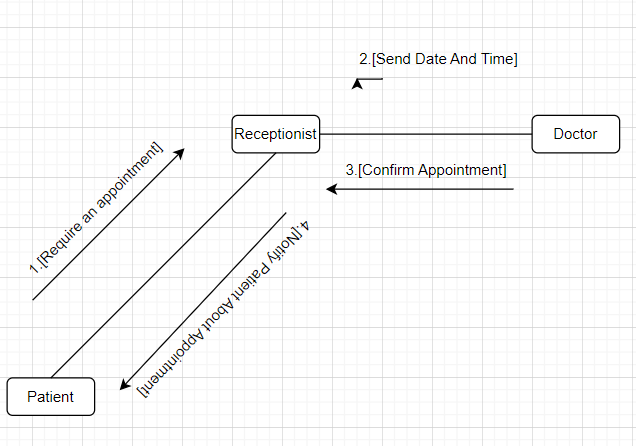 2.[Send Date And Time]
Receptionist
Doctor
1.[Require an appointment]
3.[Confirm Appointment]
4.[Notify Patient About Appointment]
Patient